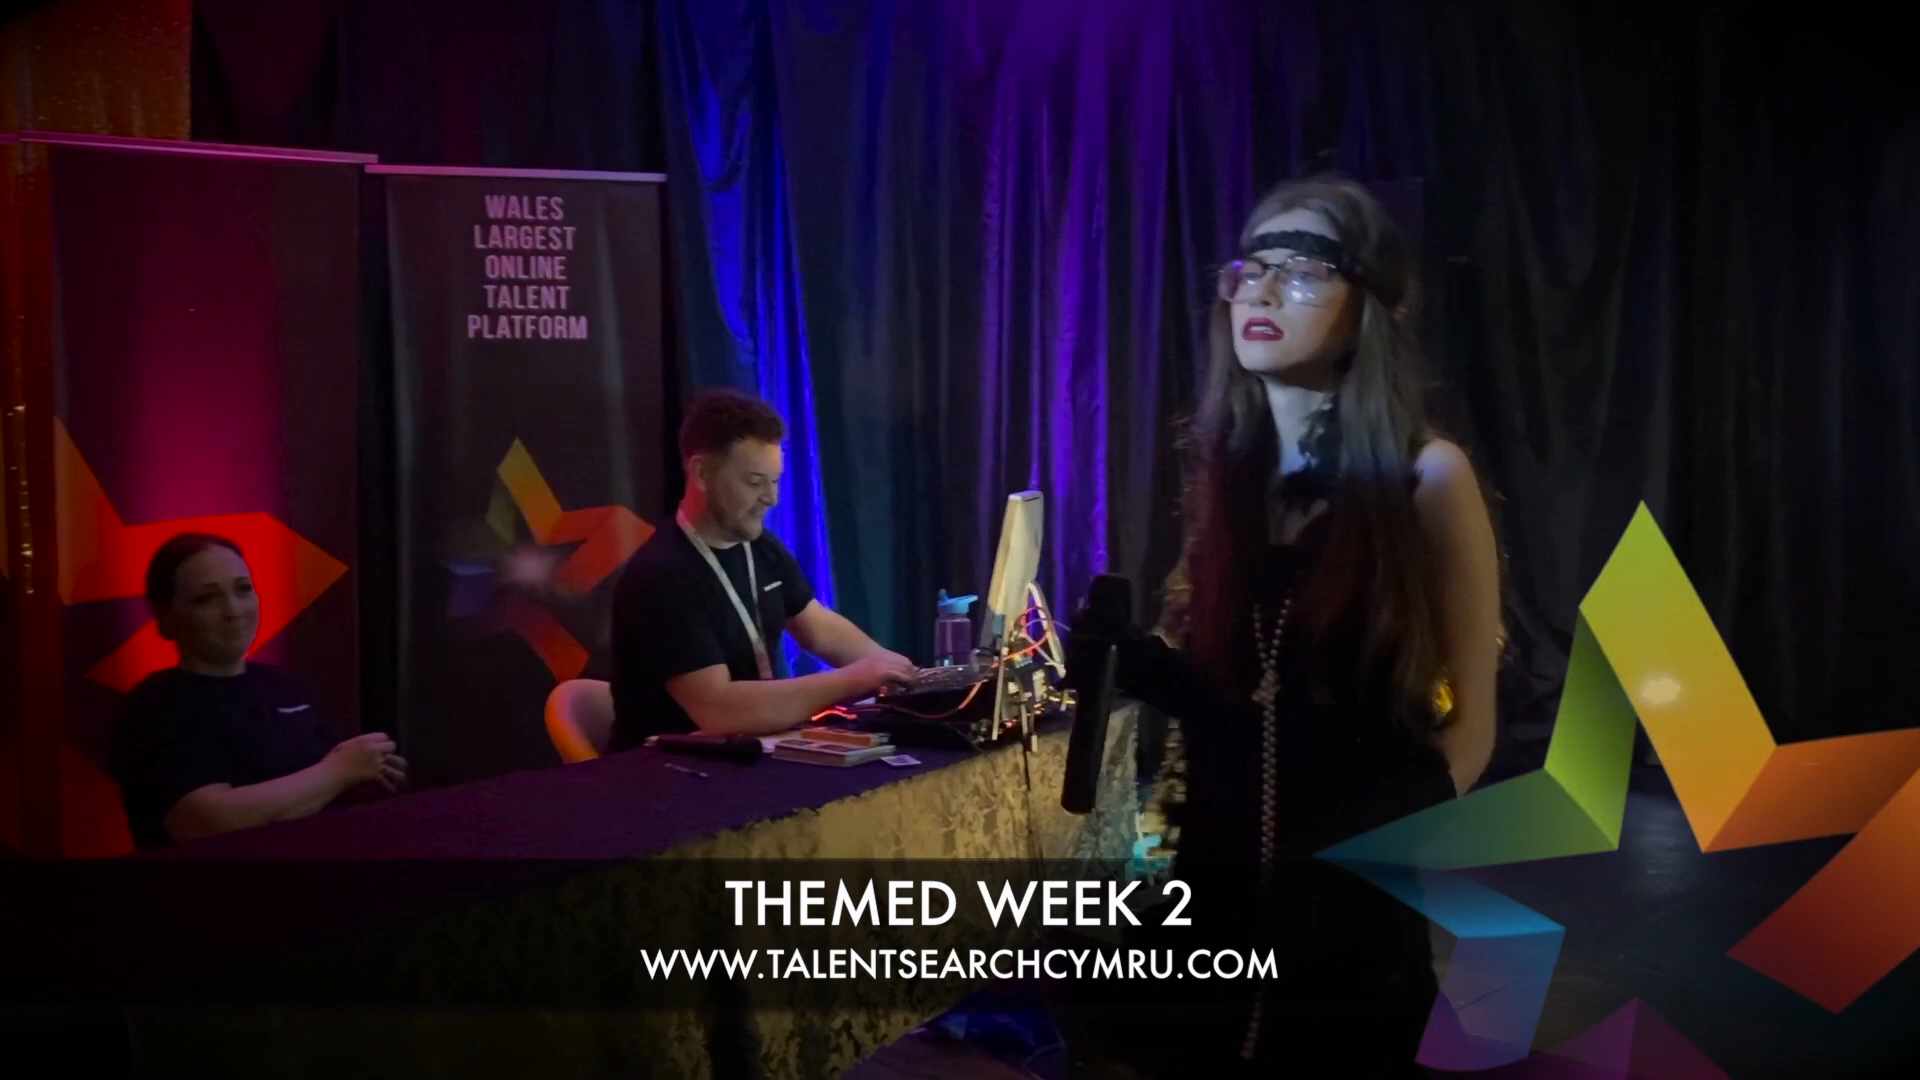 WALES
LARGEST
ONLINE
TALENT
PLATFORM
THEMED WEEK 2
WWW.TALENTSEARCHCYMRU.COM